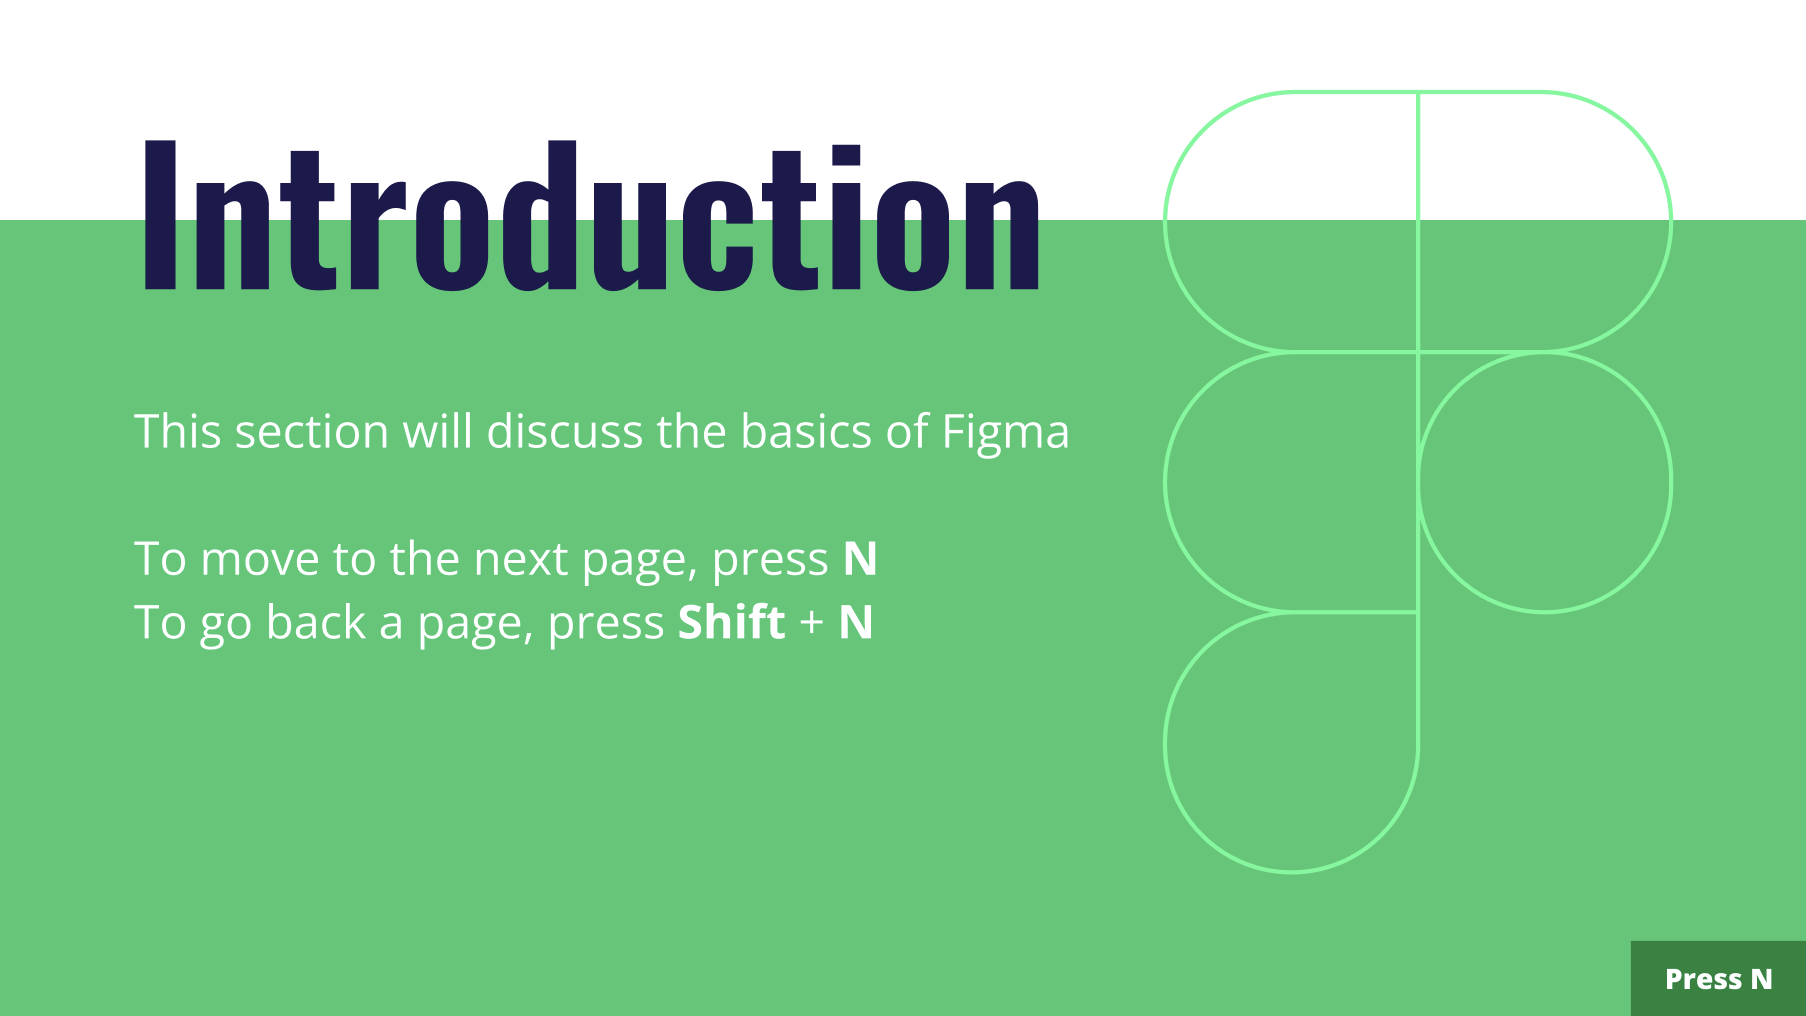 Introduction
This section will discuss the basics of Figma
To move to the next page, press N
To go back a page, press Shift + N
Press N